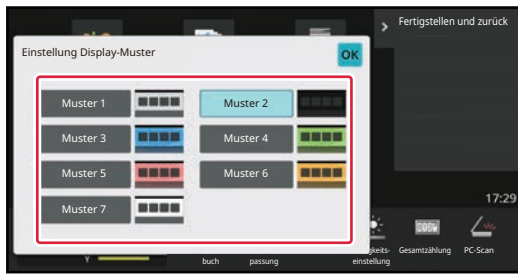 Fertigstellen und zurück
Einstellung Display-Muster
OK
Muster 1
Muster 2
Muster 3
Muster 4
Muster 5
Muster 6
Muster 7
17:29
keits-
einstellung
Gesamtzählung
PC-Scan
Y
buch
passung